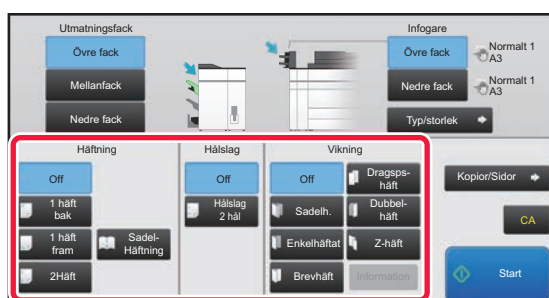 Utmatningsfack
Övre fack
Mellanfack
Nedre fack
Infogare
Övre fack
Normalt 1
A3
Nedre fack
Normalt 1
A3
Typ/storlek
Häftning
Off
1 häft
bak
1 häft
fram
Sadel-
Häftning
2Häft
Hålslag
Off
Hålslag
2 hål
Vikning
Off
Dragsps-
häft
Sadelh.
Dubbel-
häft
Enkelhäftat
Z-häft
Brevhäft
Information
Kopior/Sidor
CA
Start